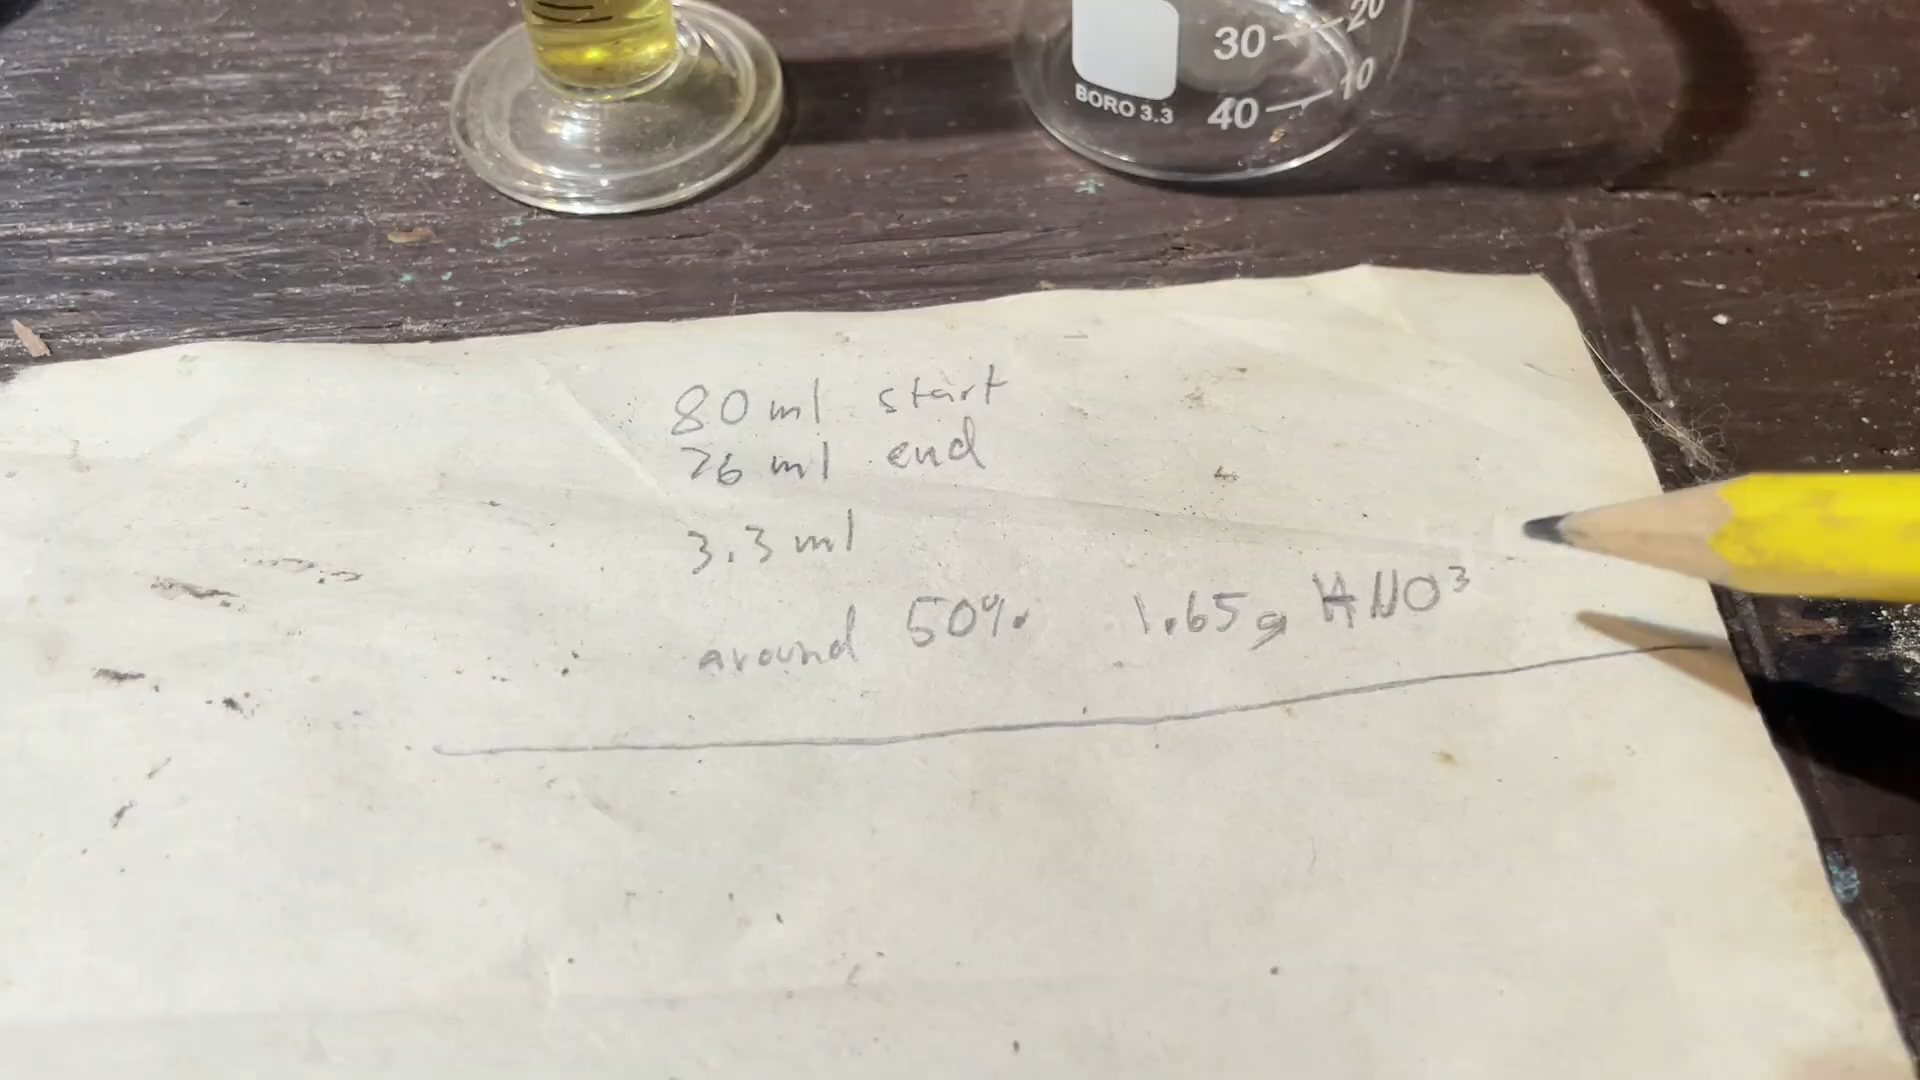 30 20
40 10
BORO 3.3
80 ml start
76 ml end
3.3 ml
around 50% 1.65g HNO³